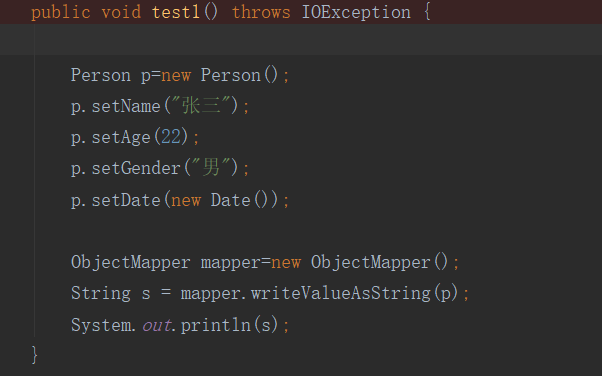 public void test1() throws IOException {
Person p=new Person();
p.setName("张三");
p.setAge(22);
p.setGender("男");
p.setDate(new Date());
ObjectMapper mapper=new ObjectMapper();
String s = mapper.writeValueAsString(p);
System.out.println(s);
}